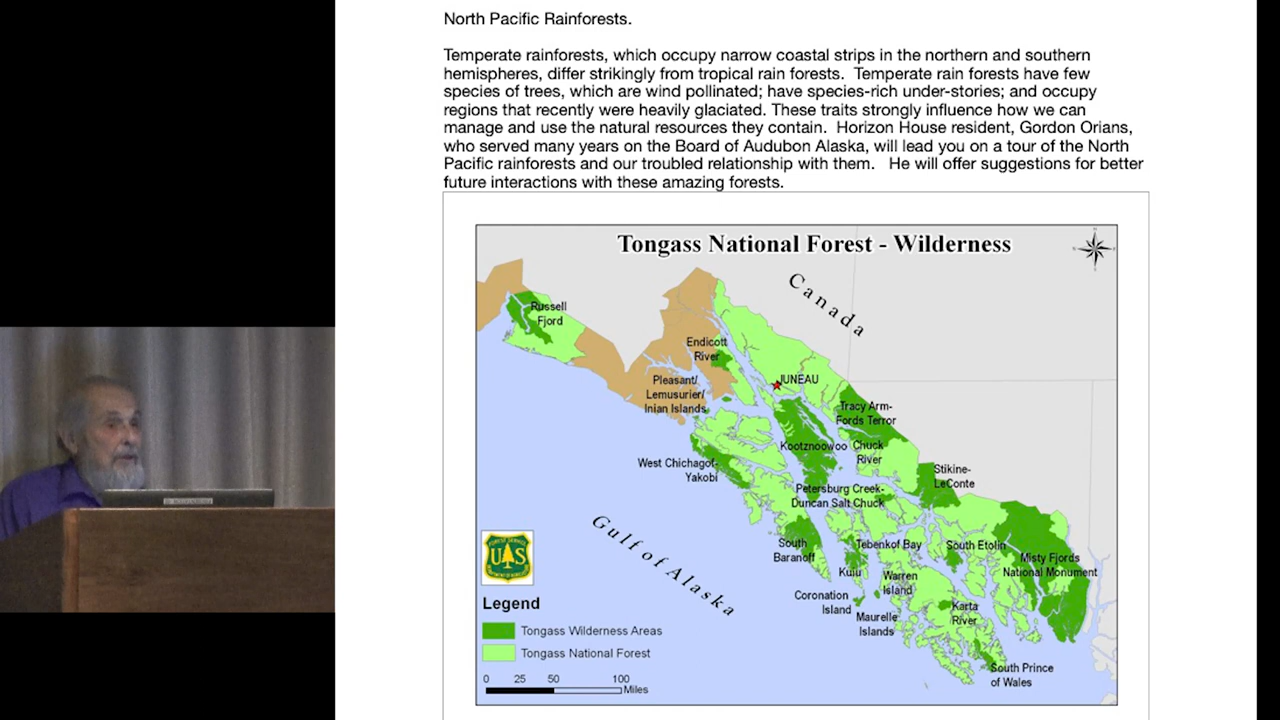 North Pacific Rainforests.
Temperate rainforests, which occupy narrow coastal strips in the northern and southern
hemispheres, differ strikingly from tropical rain forests.  Temperate rain forests have few
species of trees, which are wind pollinated; have species-rich under-stories; and occupy
regions that recently were heavily glaciated. These traits strongly influence how we can
manage and use the natural resources they contain.  Horizon House resident, Gordon Orians,
who served many years on the Board of Audubon Alaska, will lead you on a tour of the North
Pacific rainforests and our troubled relationship with them.   He will offer suggestions for better
future interactions with these amazing forests.
Tongass National Forest - Wilderness
Canada
Russell
Fjord
Endicott
River
Pleasant/
Lemusurier/
Inian Islands
JUNEAU
Tracy Arm-
Fords Terror
Kootznoowoo
Chuck
River
West Chichagof-
Yakobi
Stikine-
LeConte
Petersburg Creek-
Duncan Salt Chuck
Gulf of Alaska
South
Baranoff
Tebenkof Bay
South Etolin
Misty Fjords
National Monument
Kuiu
Warren
Island
Coronation
Island
Maurelle
Islands
Karta
River
South Prince
of Wales
FOREST SERVICE
UAS
DEPARTMENT OF AGRICULTURE
Legend
Tongass Wilderness Areas
Tongass National Forest
0 25 50 100
Miles